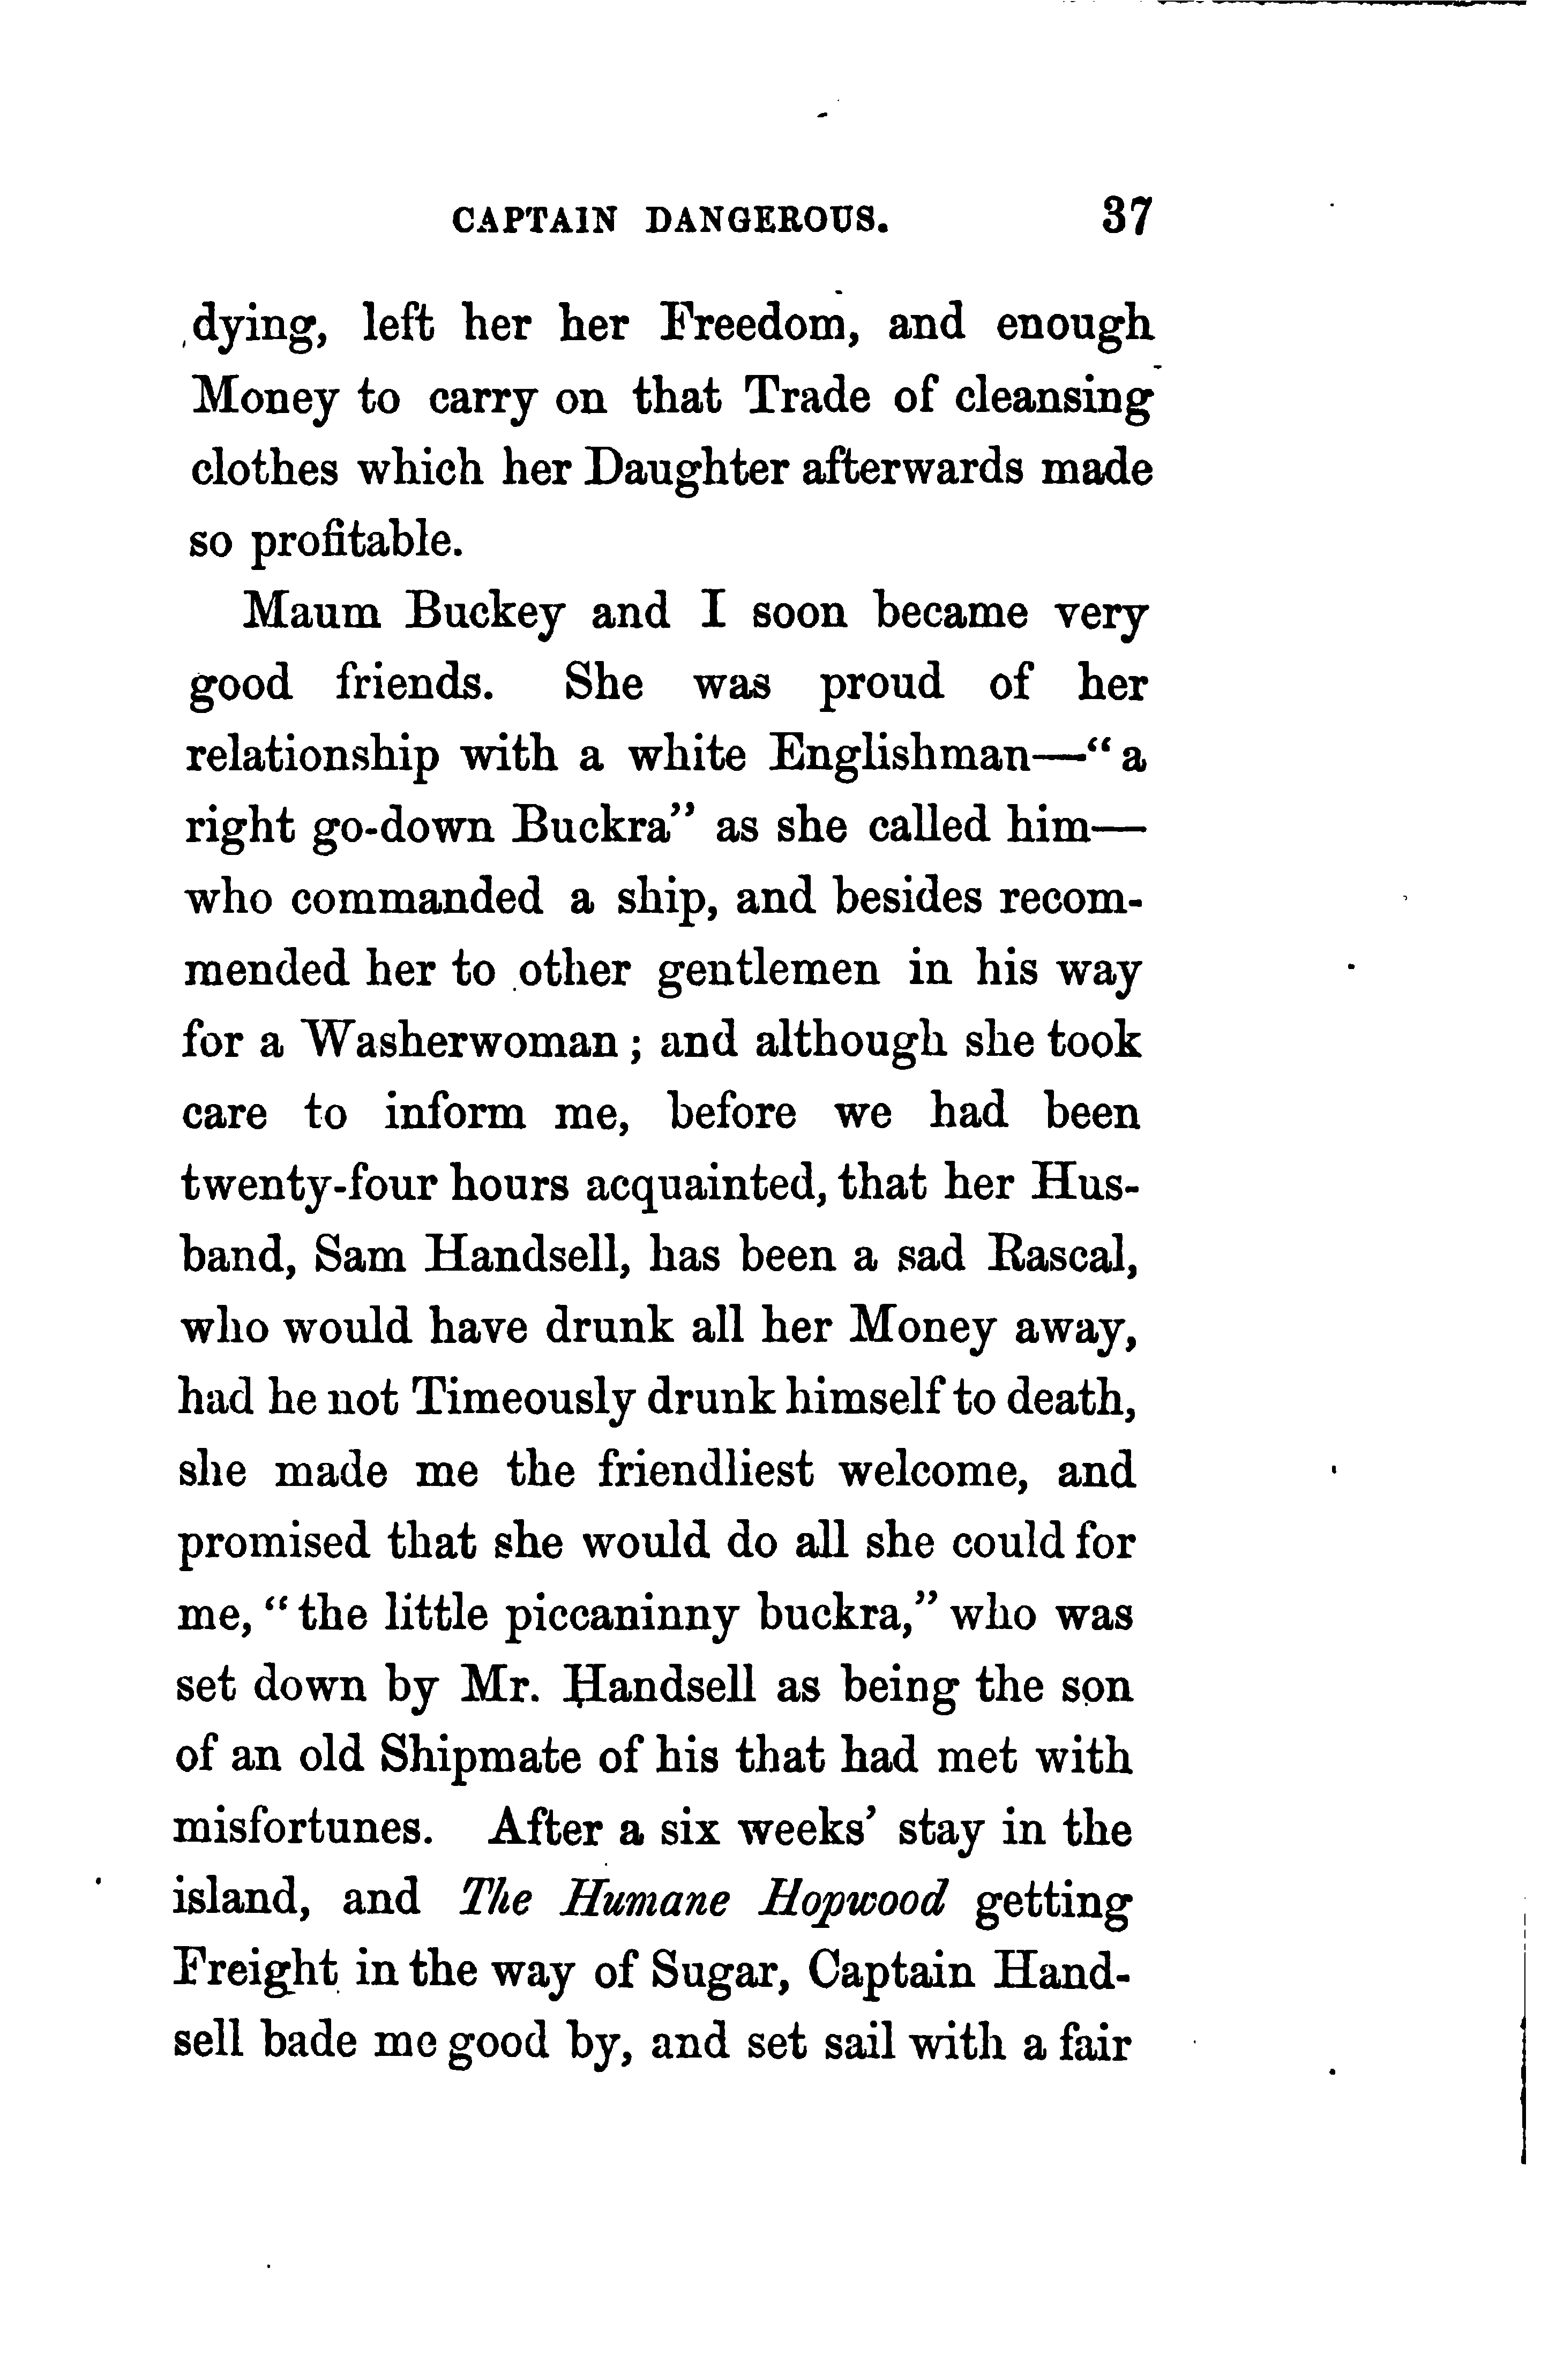 CAPTAIN DANGEROUS. 37
dying, left her her Freedom, and enough
Money to carry on that Trade of cleansing
clothes which her Daughter afterwards made
so profitable.
Maum Buckey and I soon became very
good friends. She was proud of her
relationship with a white Englishman—“a
right go-down Buckra” as she called him—
who commanded a ship, and besides recom-
mended her to other gentlemen in his way
for a Washerwoman; and although she took
care to inform me, before we had been
twenty-four hours acquainted, that her Hus-
band, Sam Handsell, has been a sad Rascal,
who would have drunk all her Money away,
had he not Timeously drunk himself to death,
she made me the friendliest welcome, and
promised that she would do all she could for
me, “the little piccaninny buckra,” who was
set down by Mr. Handsell as being the son
of an old Shipmate of his that had met with
misfortunes. After a six weeks’ stay in the
island, and The Humane Hopwood getting
Freight in the way of Sugar, Captain Hand-
sell bade me good by, and set sail with a fair